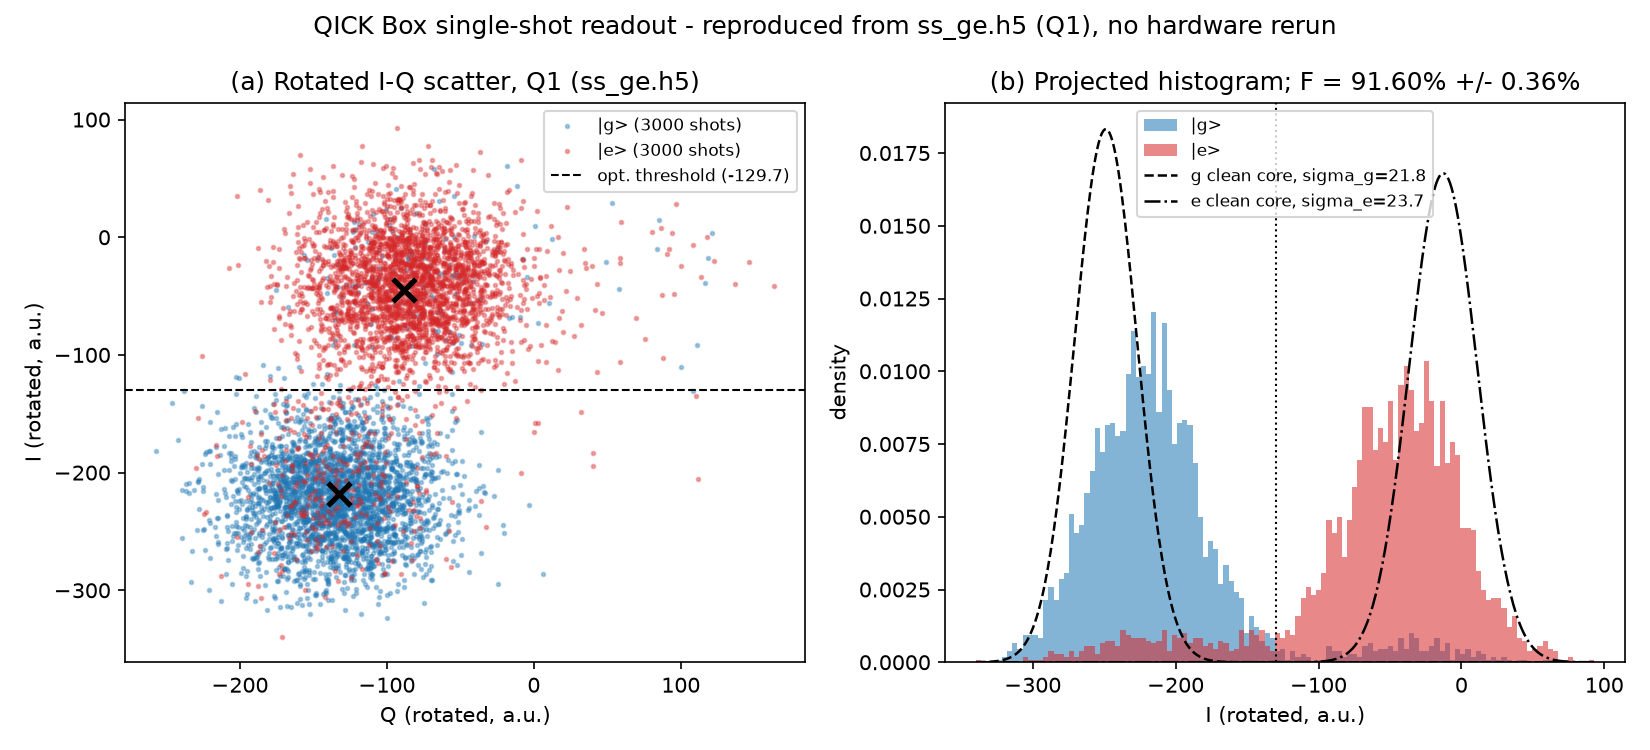 QICK Box single-shot readout - reproduced from ss_ge.h5 (Q1), no hardware rerun
(a) Rotated I-Q scatter, Q1 (ss_ge.h5)
|g> (3000 shots)
|e> (3000 shots)
opt. threshold (-129.7)
100
0
−100
−200
−300
I (rotated, a.u.)
−200
−100
0
100
Q (rotated, a.u.)
(b) Projected histogram; F = 91.60% +/- 0.36%
|g>
|e>
g clean core, sigma_g=21.8
e clean core, sigma_e=23.7
0.0175
0.0150
0.0125
0.0100
0.0075
0.0050
0.0025
0.0000
density
−300
−200
−100
0
100
I (rotated, a.u.)